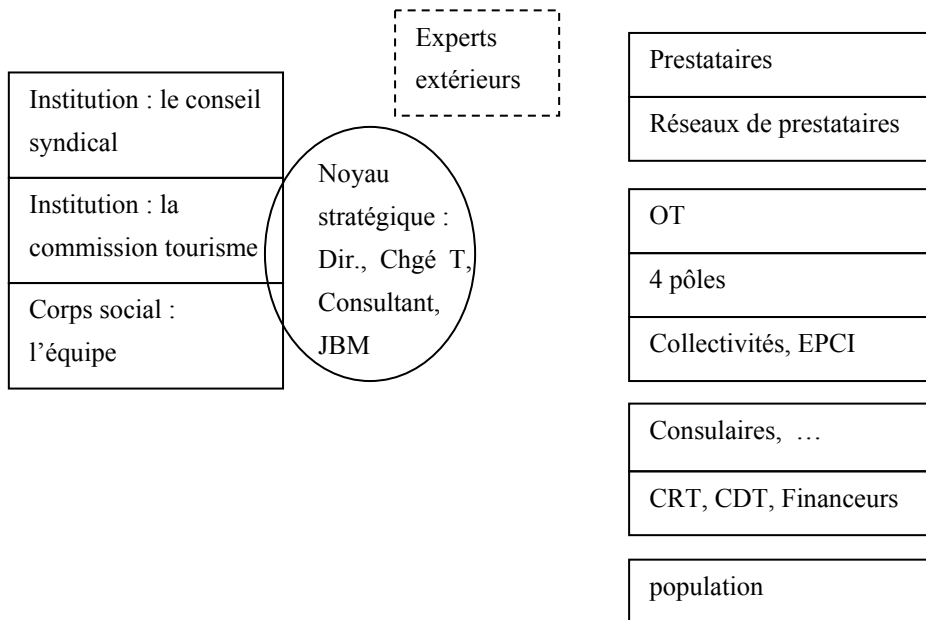 Experts
extérieurs
Institution : le conseil
syndical
Institution : la
commission tourisme
Corps social :
l’équipe
Noyau
stratégique :
Dir., Chgé T,
Consultant,
JBM
Prestataires
Réseaux de prestataires
OT
4 pôles
Collectivités, EPCI
Consulaires, …
CRT, CDT, Financeurs
population